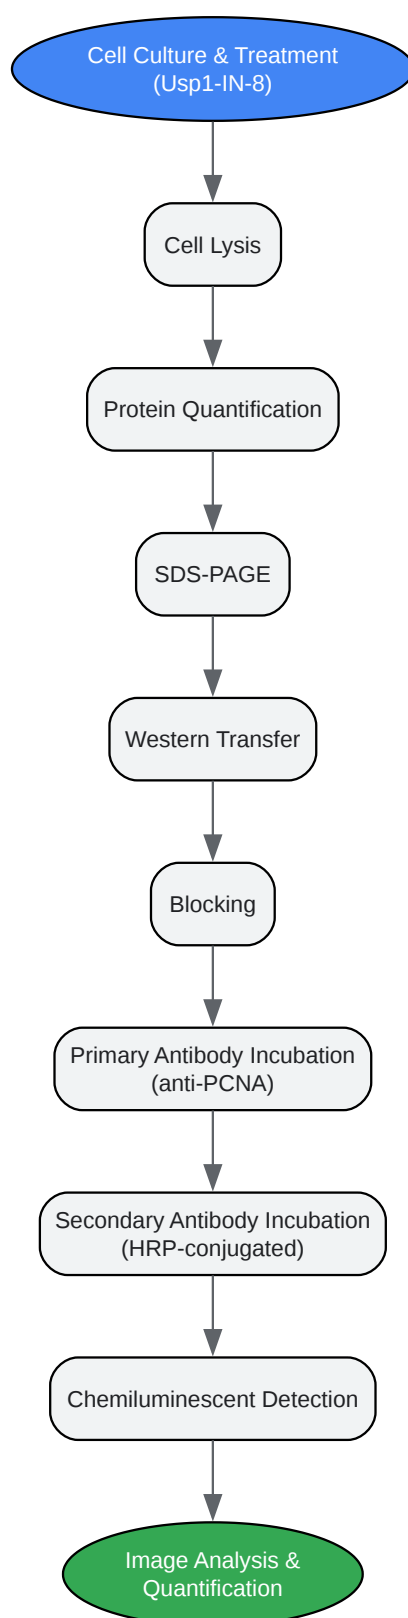 Cell Culture & Treatment
(Usp1-IN-8)
Cell Lysis
Protein Quantification
SDS-PAGE
Western Transfer
Blocking
Primary Antibody Incubation
(anti-PCNA)
Secondary Antibody Incubation
(HRP-conjugated)
Chemiluminescent Detection
Image Analysis &
Quantification